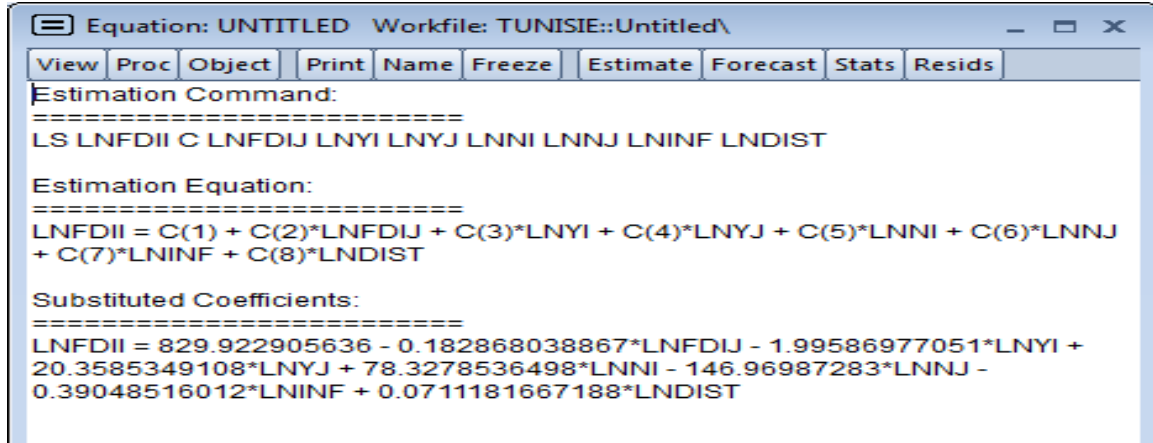 Equation: UNTITLED Workfile: TUNISIE::Untitled\
View Proc Object Print Name Freeze Estimate Forecast Stats Resids
Estimation Command:
=========================
LS LNFDII C LNFDIJ LNYI LNYJ LNNI LNNJ LNINF LNDIST
Estimation Equation:
=========================
LNFDII = C(1) + C(2)*LNFDIJ + C(3)*LNYI + C(4)*LNYJ + C(5)*LNNI + C(6)*LNNJ
+ C(7)*LNINF + C(8)*LNDIST
Substituted Coefficients:
=========================
LNFDII = 829.922905636 - 0.182868038867*LNFDIJ - 1.99586977051*LNYI +
20.3585349108*LNYJ + 78.3278536498*LNNI - 146.96987283*LNNJ -
0.39048516012*LNINF + 0.0711181667188*LNDIST